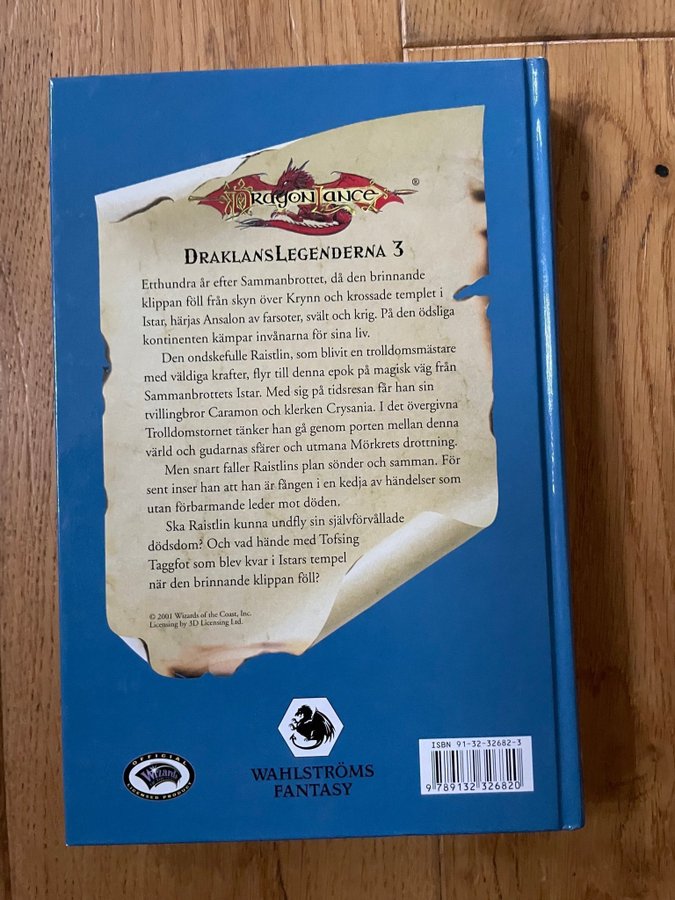 DRAGONLANCE ®
DRAKLANSLEGENDERNA 3
Etthundra år efter Sammanbrottet, då den brinnande
klippan föll från skyn över Krynn och krossade templet i
Istar, härjas Ansalon av farsoter, svält och krig. På den ödsliga
kontinenten kämpar invånarna för sina liv.
Den ondskefulle Raistlin, som blivit en trolldomsmästare
med väldiga krafter, flyr till denna epok på magisk väg från
Sammanbrottets Istar. Med sig på tidsresan får han sin
tvillingbror Caramon och klerken Crysania. I det övergivna
Trolldomstornet tänker han gå genom porten mellan denna
värld och gudarnas sfärer och utmana Mörkrets drottning.
Men snart faller Raistlins plan sönder och samman. För
sent inser han att han är fången i en kedja av händelser som
utan förbarmande leder mot döden.
Ska Raistlin kunna undfly sin självförvållade
dödsdom? Och vad hände med Tofsing
Taggfot som blev kvar i Istars tempel
när den brinnande klippan föll?
© 2001 Wizards of the Coast, Inc.
Licensing by 3D Licensing Ltd.
OFFICIAL
Wizards
LICENSED PRODUCT
WAHLSTRÖMS
FANTASY
ISBN 91-32-32682-3
9 789132 326820